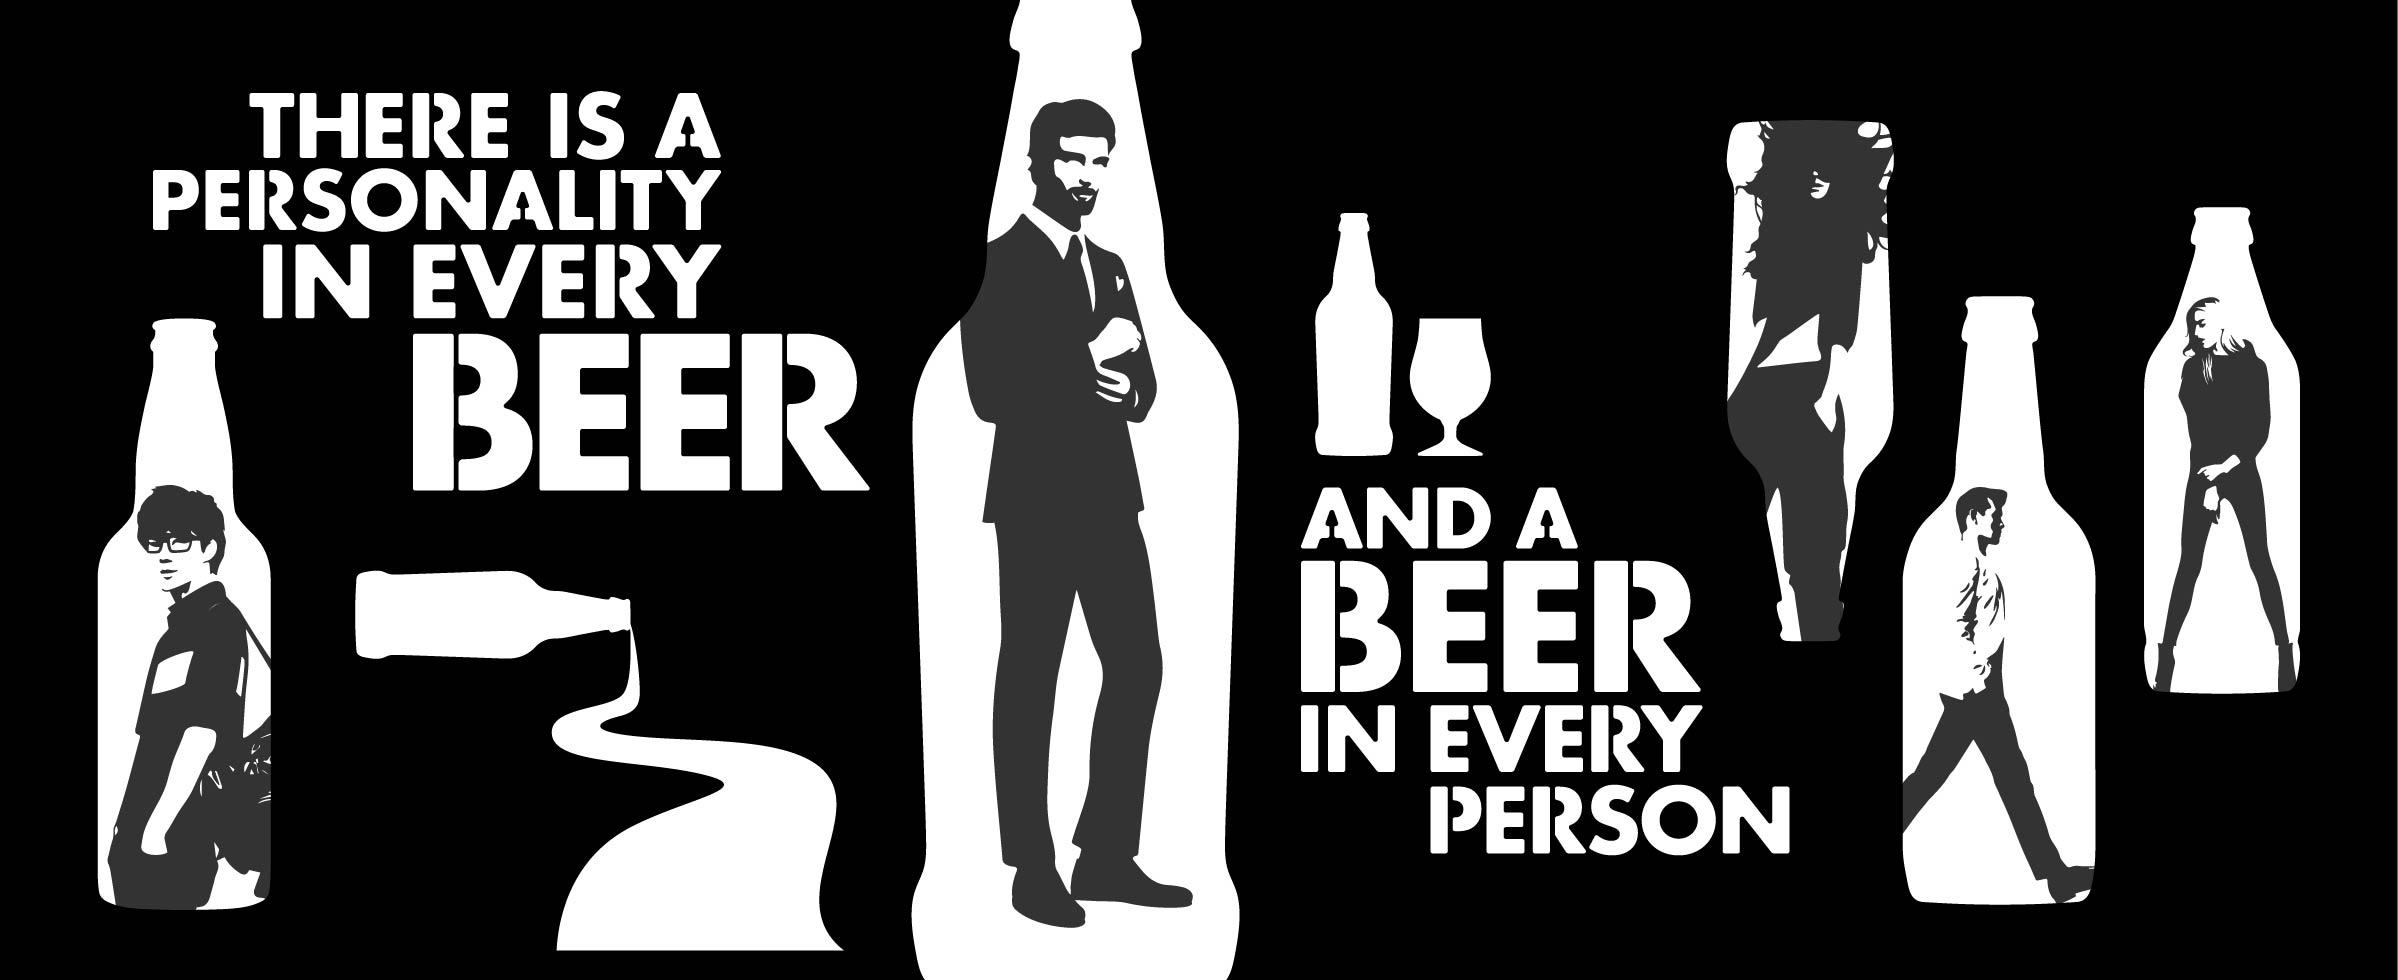 THERE IS A
PERSONALITY
IN EVERY
BEER
AND A
BEER
IN EVERY
PERSON